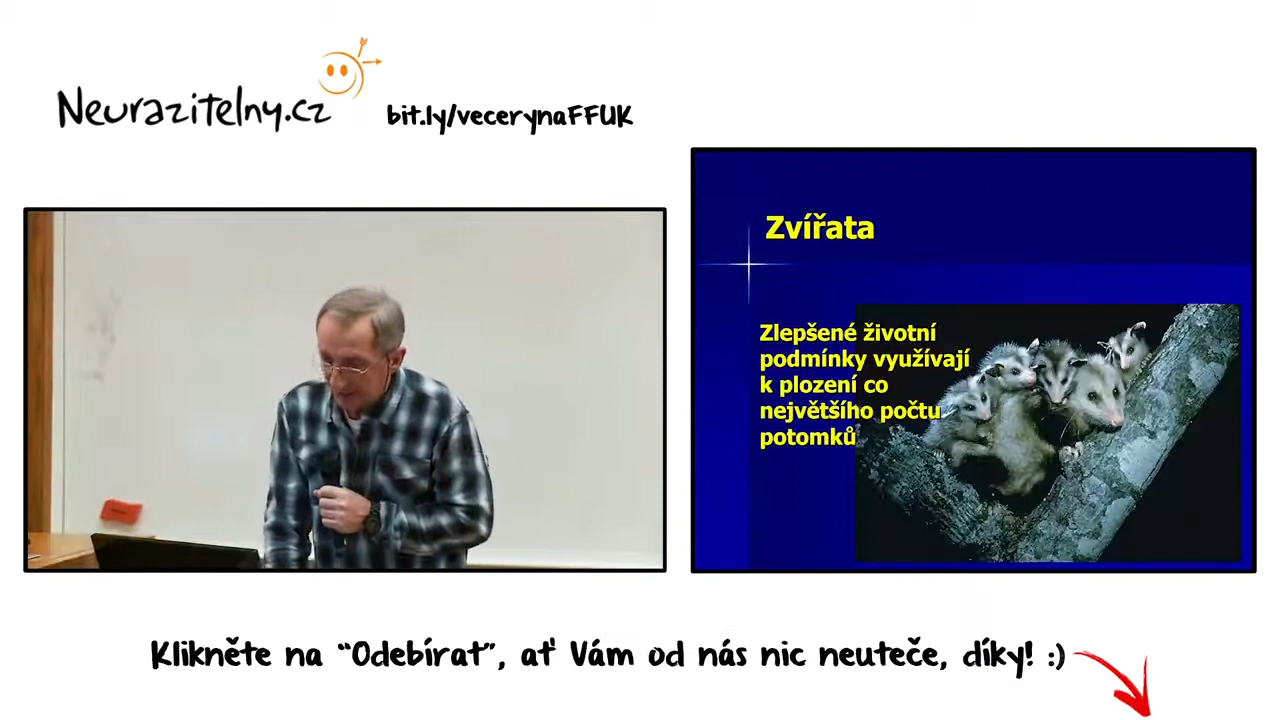 Neurazitelny.cz
bit.ly/vecerynaFFUK
Zvířata
Zlepšené životní
podmínky využívají
k plození co
největšího počtu
potomků
Klikněte na “Odebírat”, ať Vám od nás nic neuteče, díky! :)